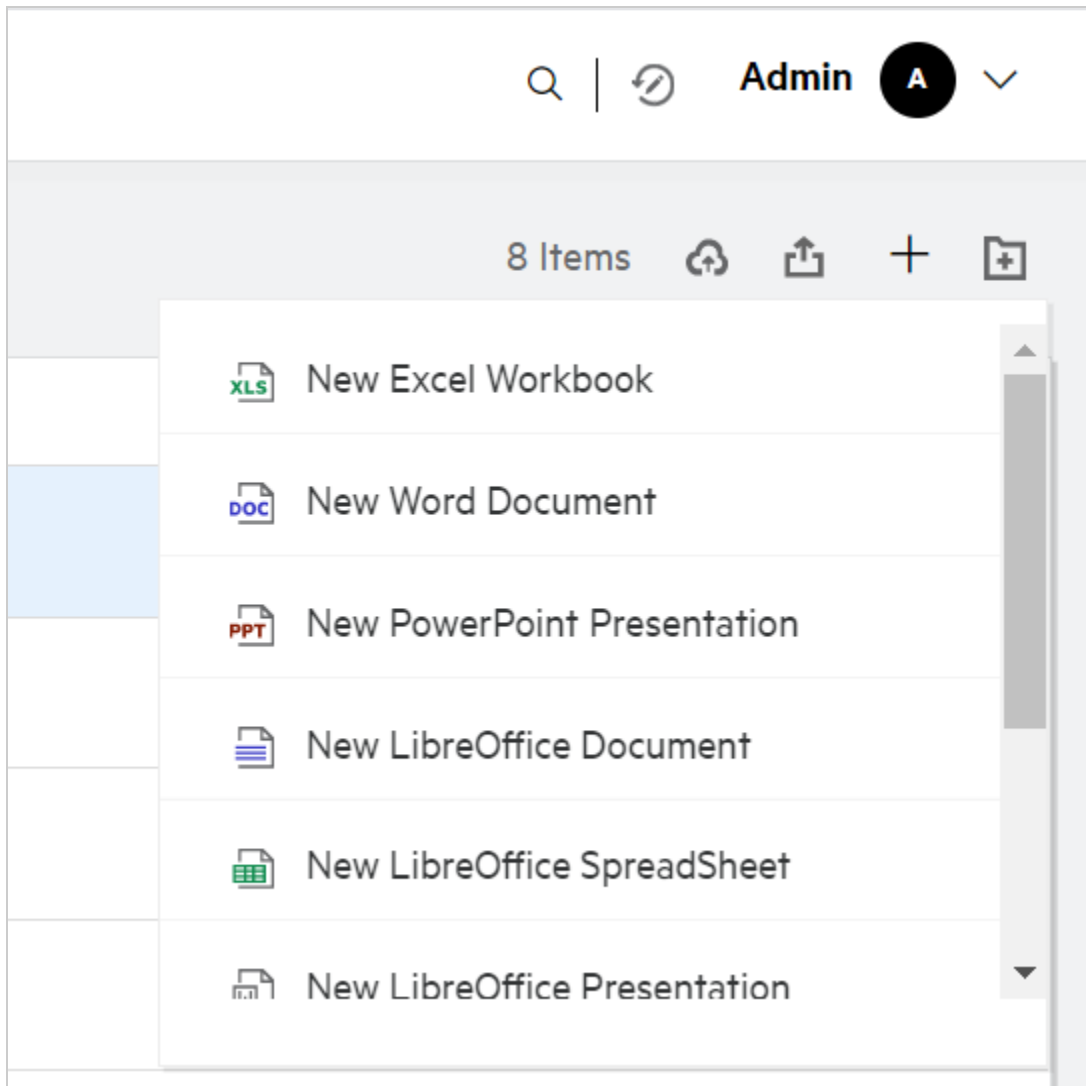 Admin A
8 Items
XLS New Excel Workbook
DOC New Word Document
PPT New PowerPoint Presentation
New LibreOffice Document
New LibreOffice SpreadSheet
New LibreOffice Presentation